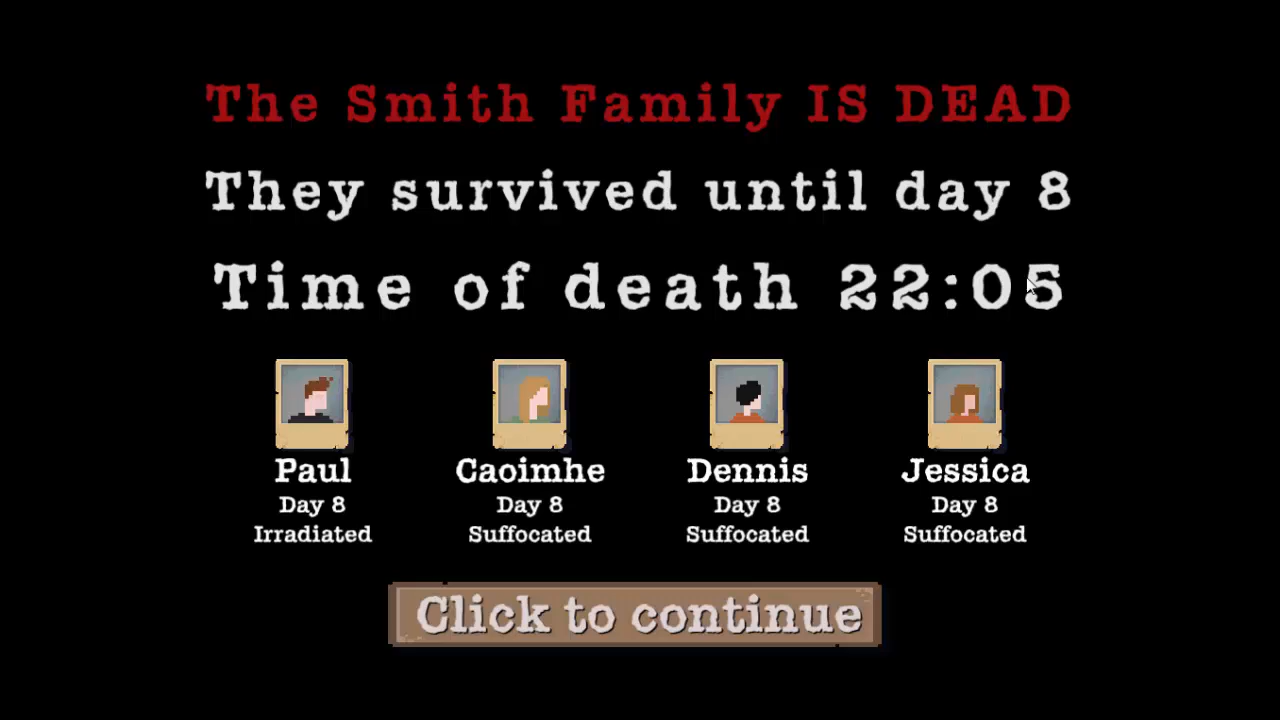 The Smith Family IS DEAD
They survived until day 8
Time of death 22:05
Paul Caoimhe Dennis Jessica
Day 8 Day 8 Day 8 Day 8
Irradiated Suffocated Suffocated Suffocated
Click to continue